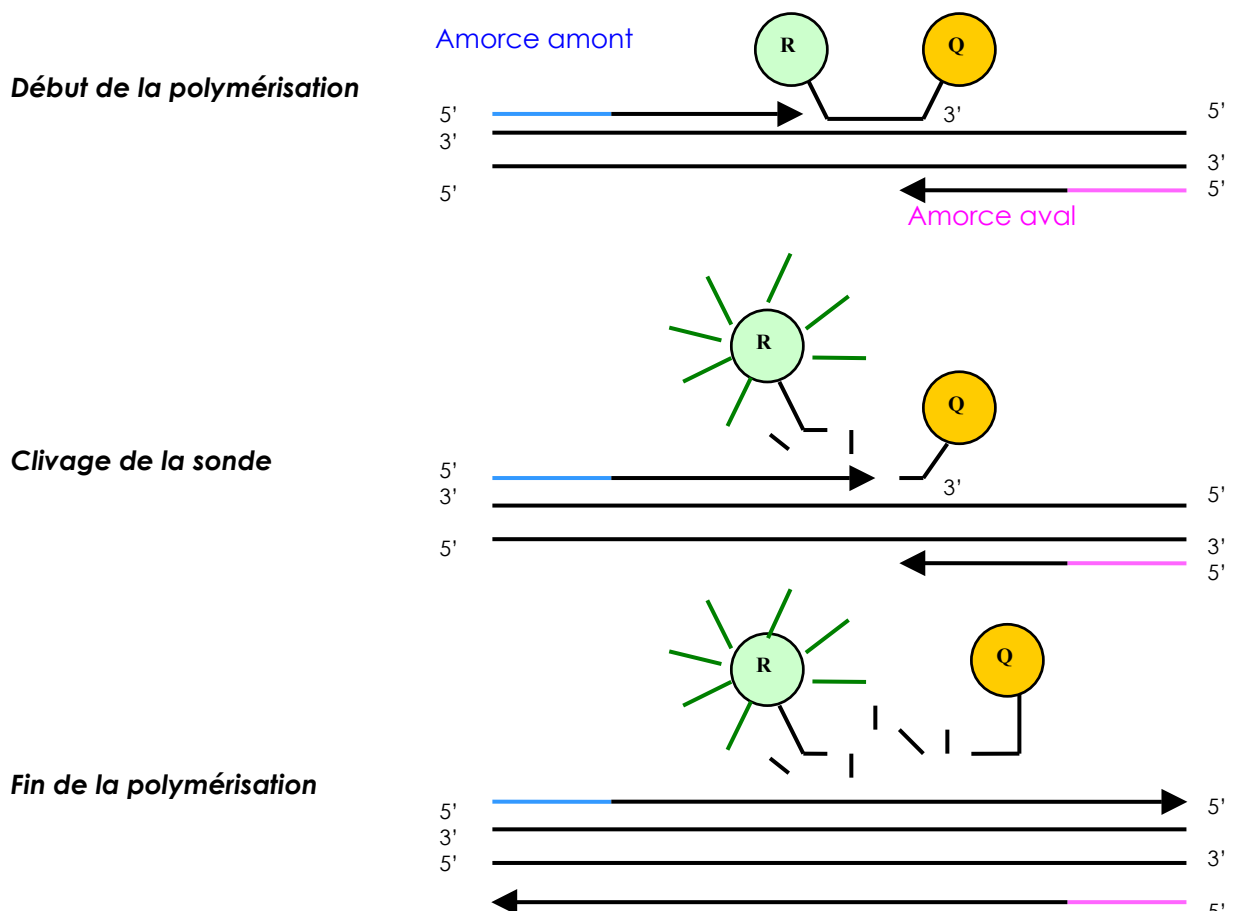 Amorce amont
R
Q
Début de la polymérisation
5’
3’
5’
3’
3’
5’
5’
Amorce aval
R
Q
Clivage de la sonde
5’
3’
3’
5’
5’
3’
5’
R
Q
Fin de la polymérisation
5’
5’
3’
5’
3’
5’